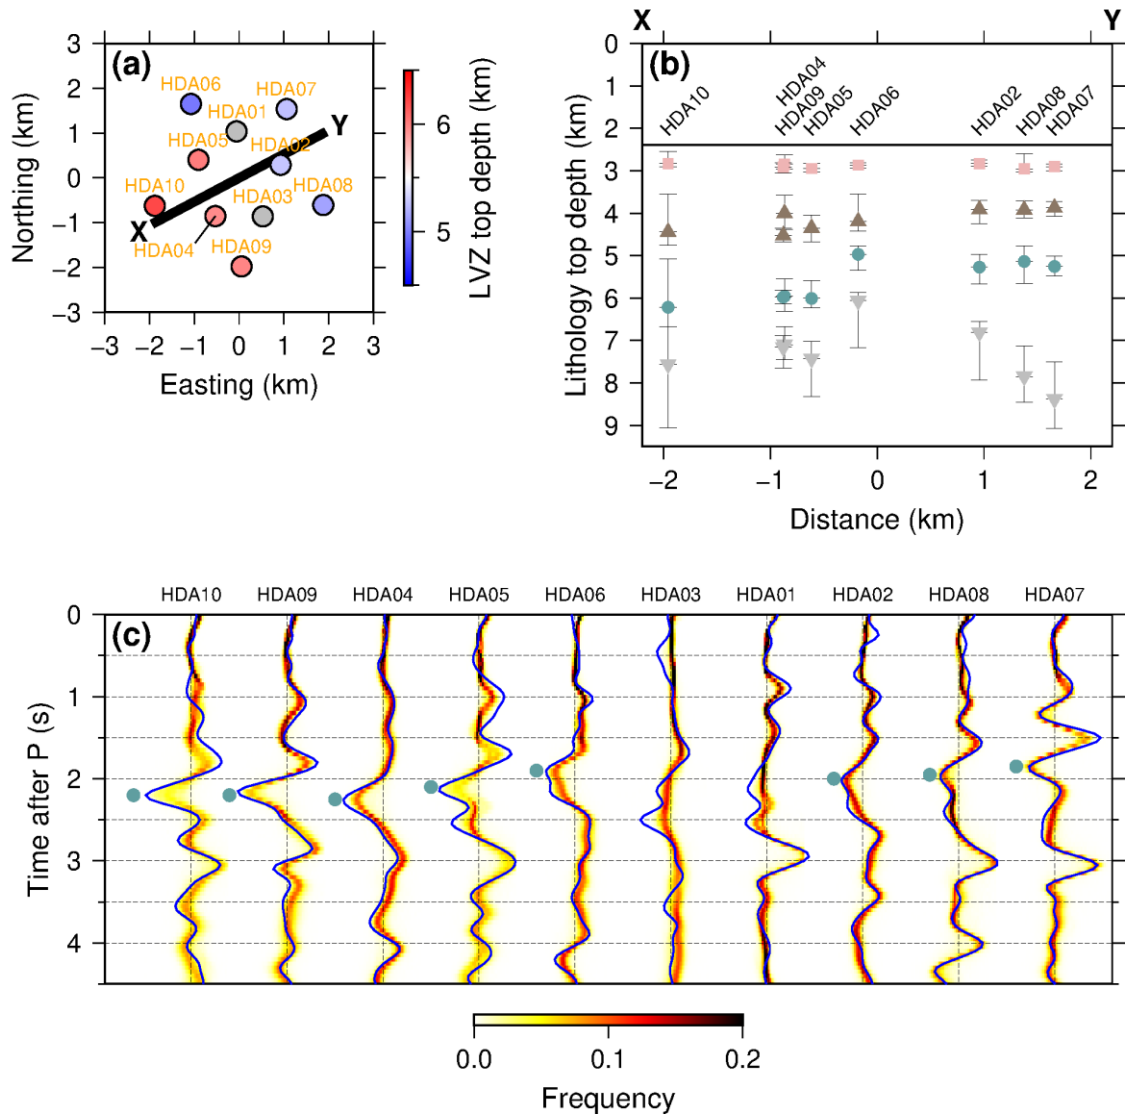 X Y
(a)
3
2
1
0
−1
−2
−3
Northing (km)
HDA06
HDA07
HDA01
Y
HDA05
HDA02
HDA10
HDA08
HDA03
X
HDA04
HDA09
−3 −2 −1 0 1 2 3
Easting (km)
6
5
LVZ top depth (km)
(b)
0
1
2
3
4
5
6
7
8
9
Lithology top depth (km)
HDA10
HDA04
HDA09
HDA05
HDA06
HDA02
HDA08
HDA07
−2 −1 0 1 2
Distance (km)
HDA10 HDA09 HDA04 HDA05 HDA06 HDA03 HDA01 HDA02 HDA08 HDA07
(c)
0
1
2
3
4
Time after P (s)
0.0 0.1 0.2
Frequency